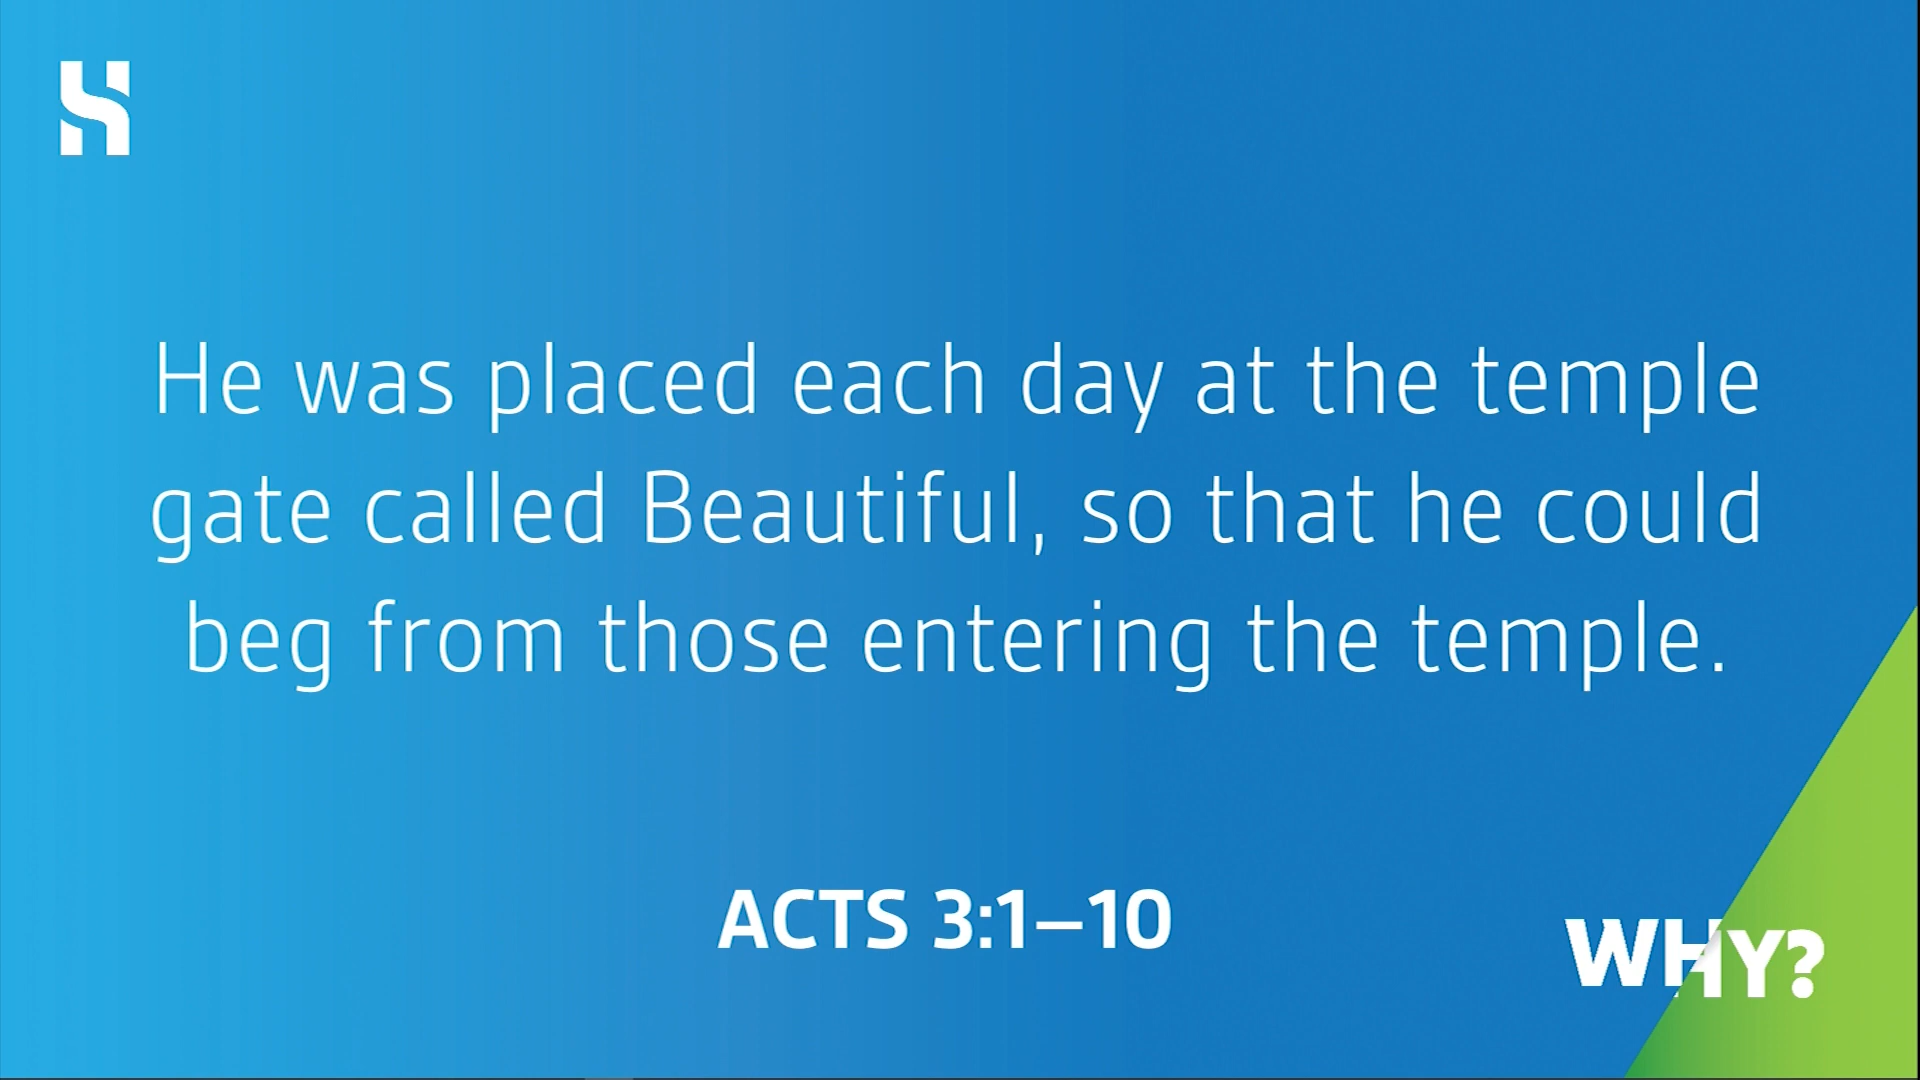 He was placed each day at the temple
gate called Beautiful, so that he could
beg from those entering the temple.
ACTS 3:1–10
WHY?